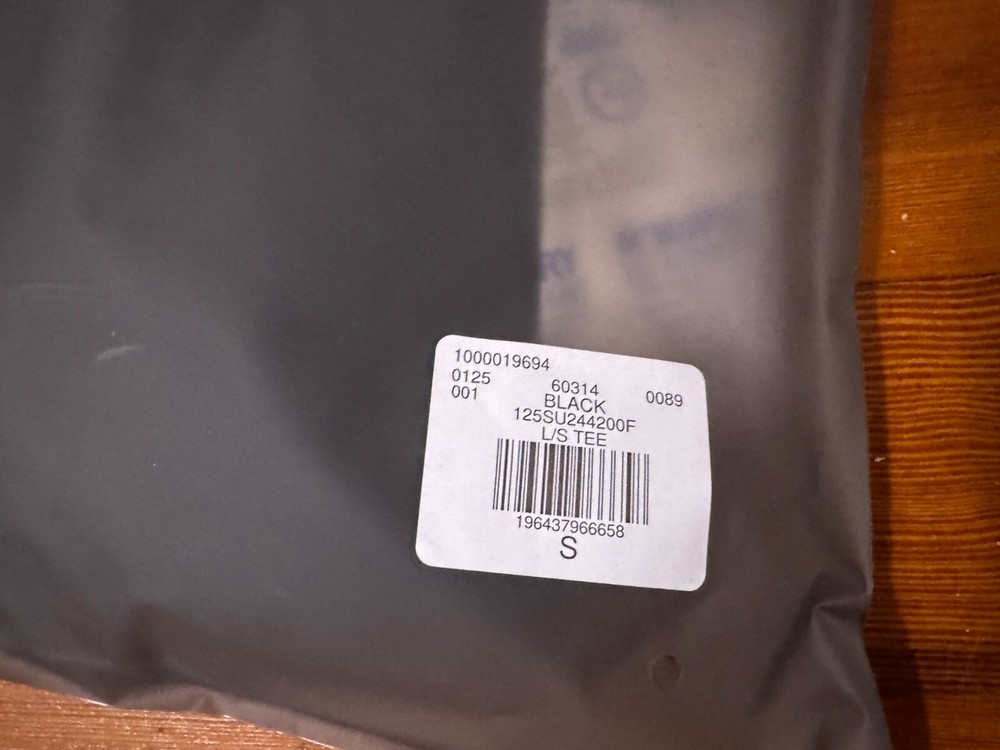 1000019694
0125 60314 0089
001 BLACK
125SU244200F
L/S TEE
196437966658
S